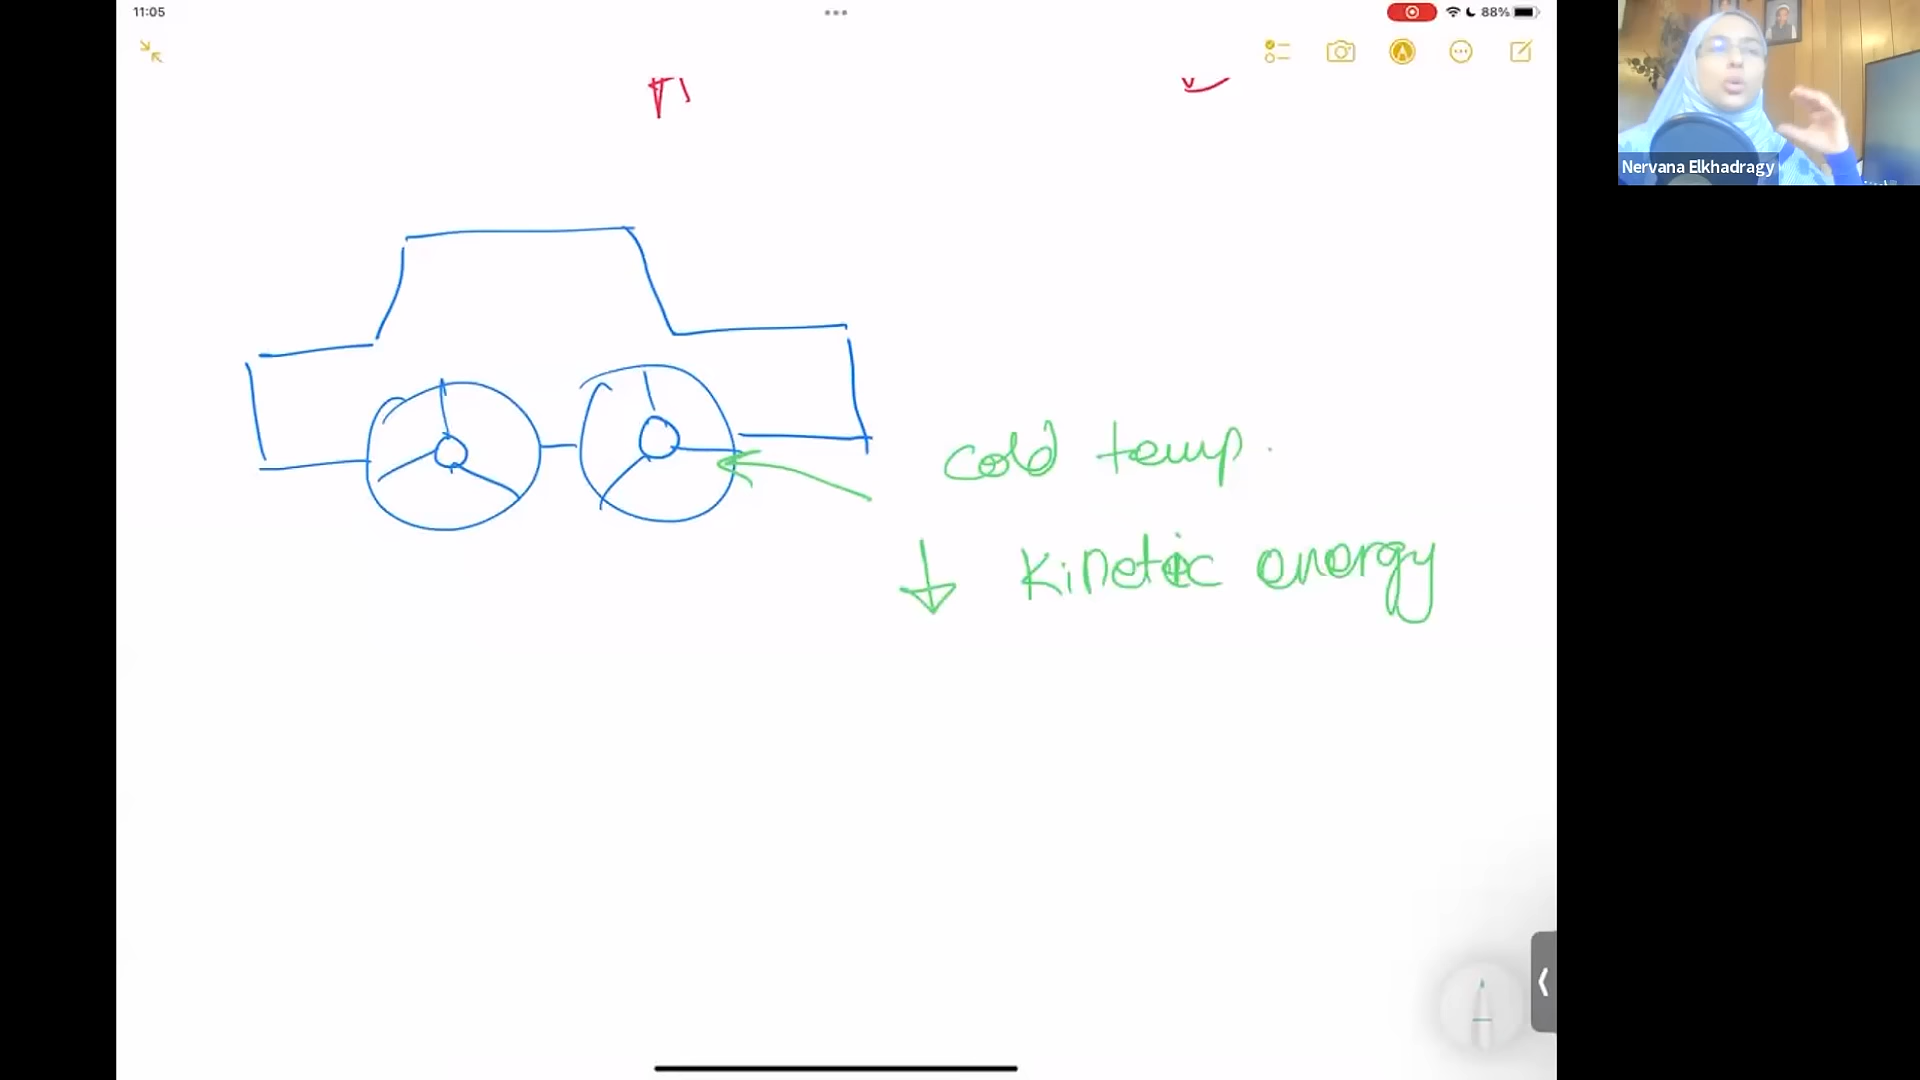 11:05
88%
Nervana Elkhadragy
cold temp.
↓ Kinetic energy